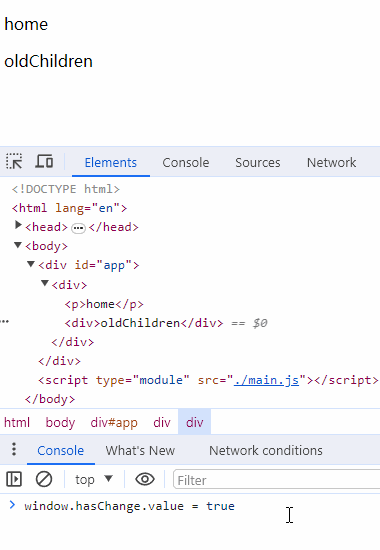 home
oldChildren
Elements Console Sources Network
<!DOCTYPE html>
<html lang="en">
<head> ⋯ </head>
<body>
<div id="app">
<div>
<p>home</p>
<div>oldChildren</div> == $0
</div>
</div>
<script type="module" src="./main.js"></script>
</body>
html body div#app div div
Console What's New Network conditions
top Filter
> window.hasChange.value = true